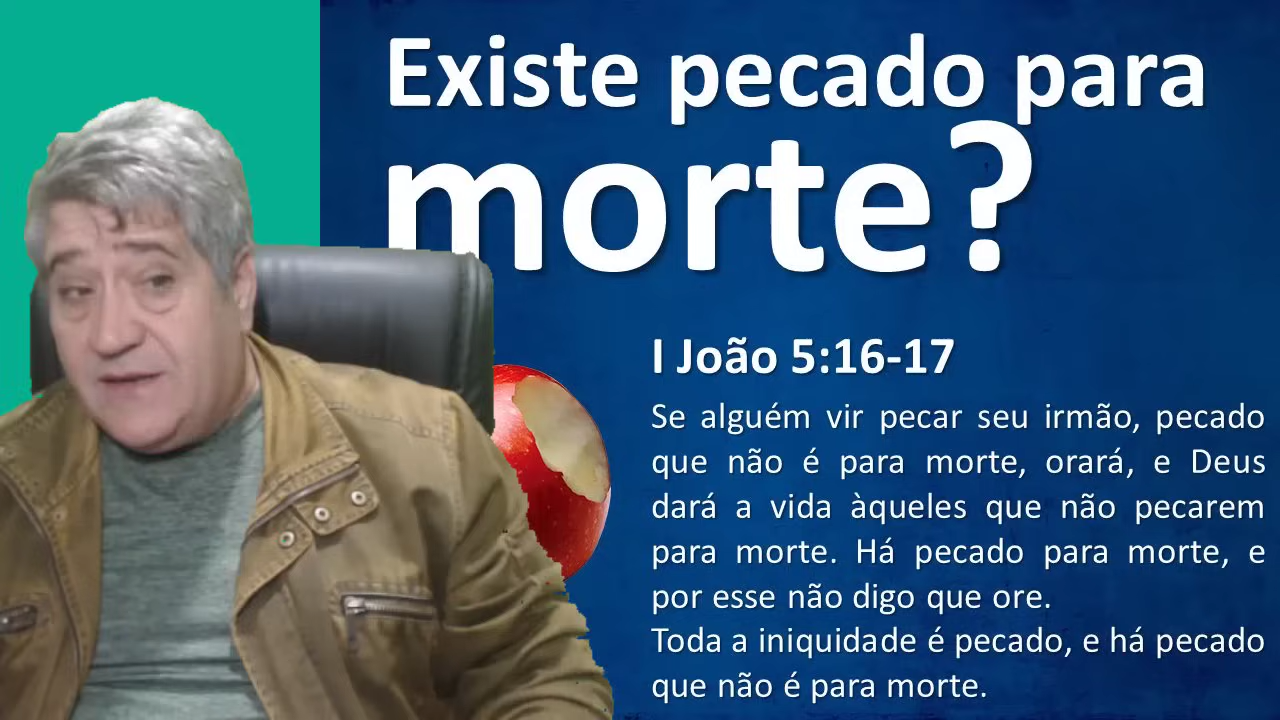 Existe pecado para
morte?
I João 5:16-17
Se alguém vir pecar seu irmão, pecado
que não é para morte, orará, e Deus
dará a vida àqueles que não pecarem
para morte. Há pecado para morte, e
por esse não digo que ore.
Toda a iniquidade é pecado, e há pecado
que não é para morte.